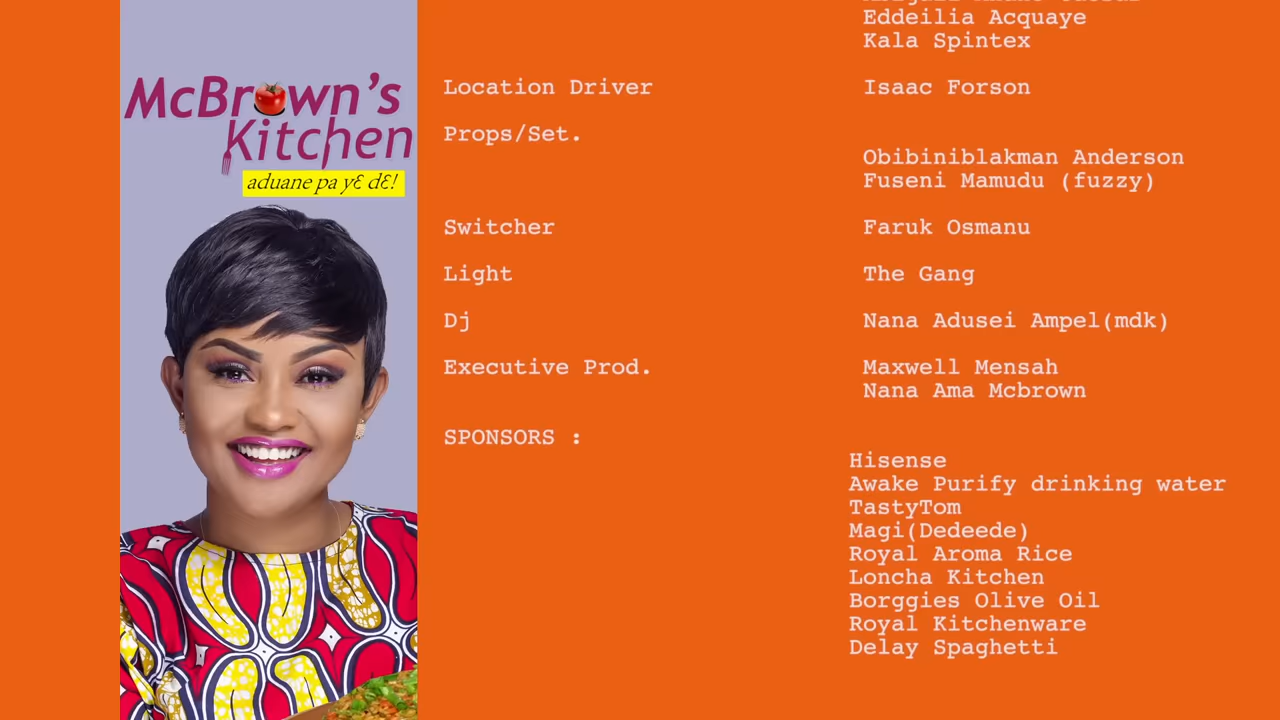 McBrown's
Kitchen
aduane pa yɛ dɛ!
Eddeilia Acquaye
Kala Spintex
Location Driver Isaac Forson
Props/Set.
Obibiniblakman Anderson
Fuseni Mamudu (fuzzy)
Switcher Faruk Osmanu
Light The Gang
Dj Nana Adusei Ampel(mdk)
Executive Prod. Maxwell Mensah
Nana Ama Mcbrown
SPONSORS :
Hisense
Awake Purify drinking water
TastyTom
Magi(Dedeede)
Royal Aroma Rice
Loncha Kitchen
Borggies Olive Oil
Royal Kitchenware
Delay Spaghetti